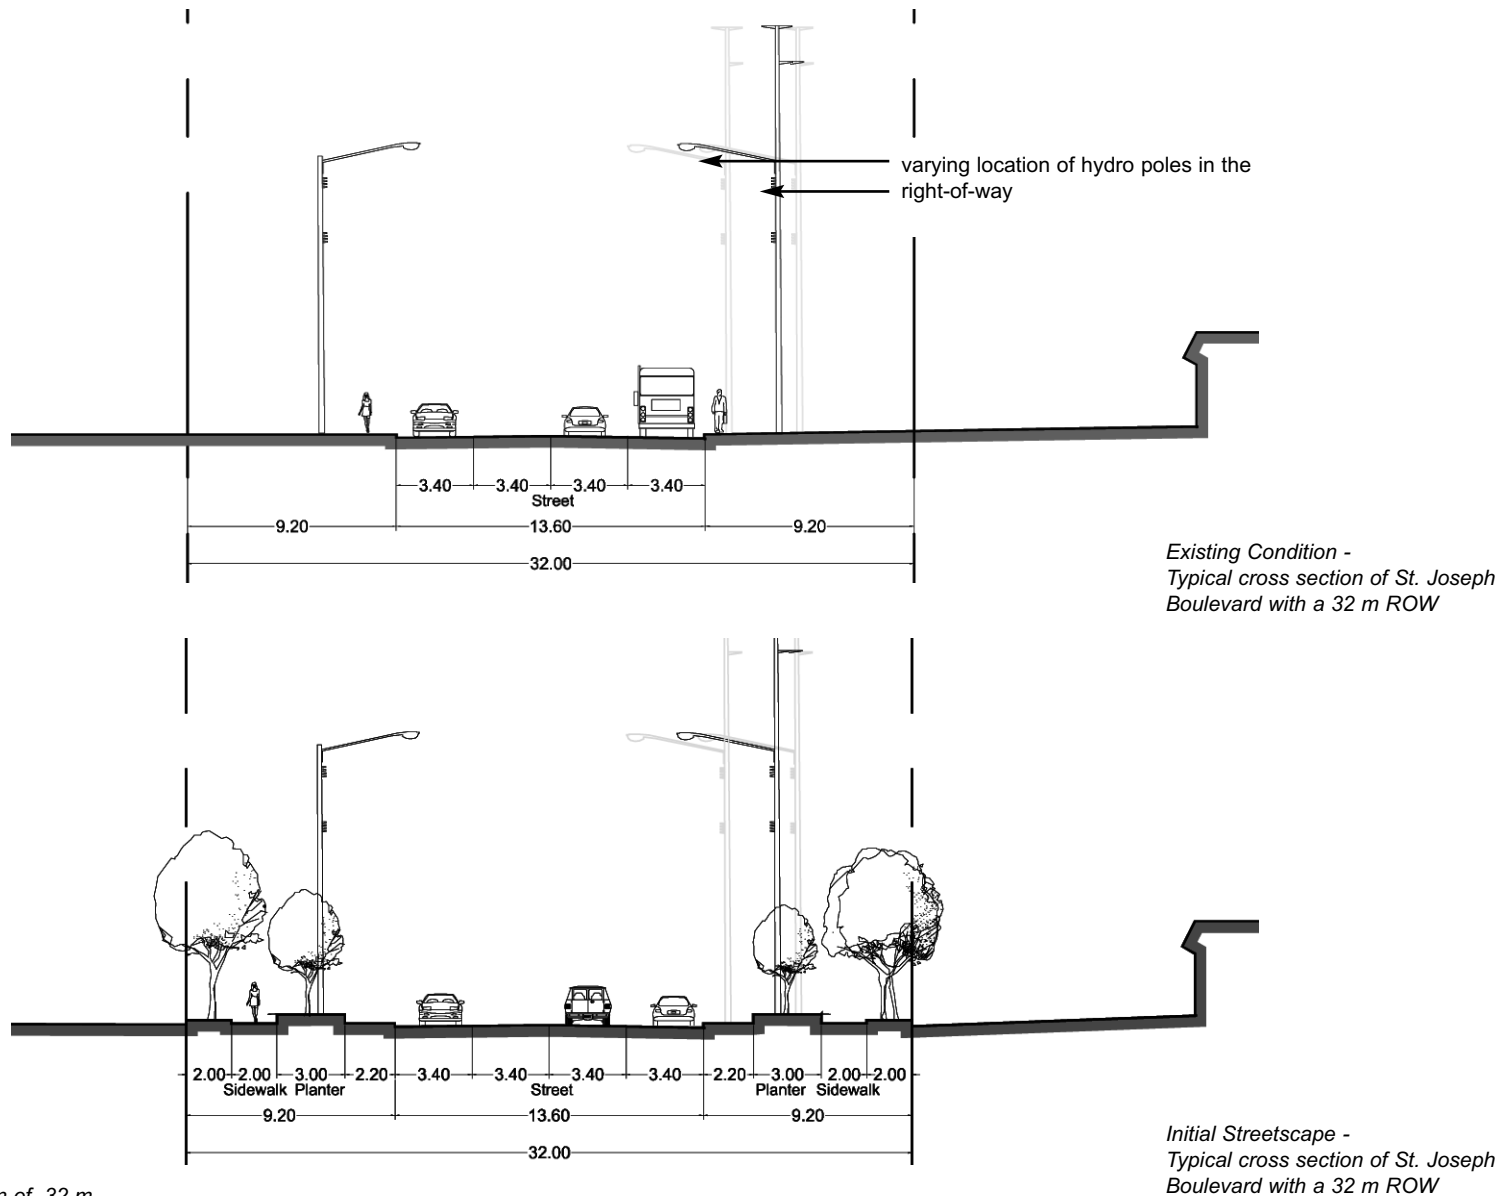 varying location of hydro poles in the
right-of-way
3.40 3.40 3.40 3.40
Street
9.20 13.60 9.20
32.00
Existing Condition -
Typical cross section of St. Joseph
Boulevard with a 32 m ROW
2.00 2.00 3.00 2.20 3.40 3.40 3.40 3.40 2.20 3.00 2.00 2.00
Sidewalk Planter Street Planter Sidewalk
9.20 13.60 9.20
32.00
Initial Streetscape -
Typical cross section of St. Joseph
Boulevard with a 32 m ROW
of 32 m